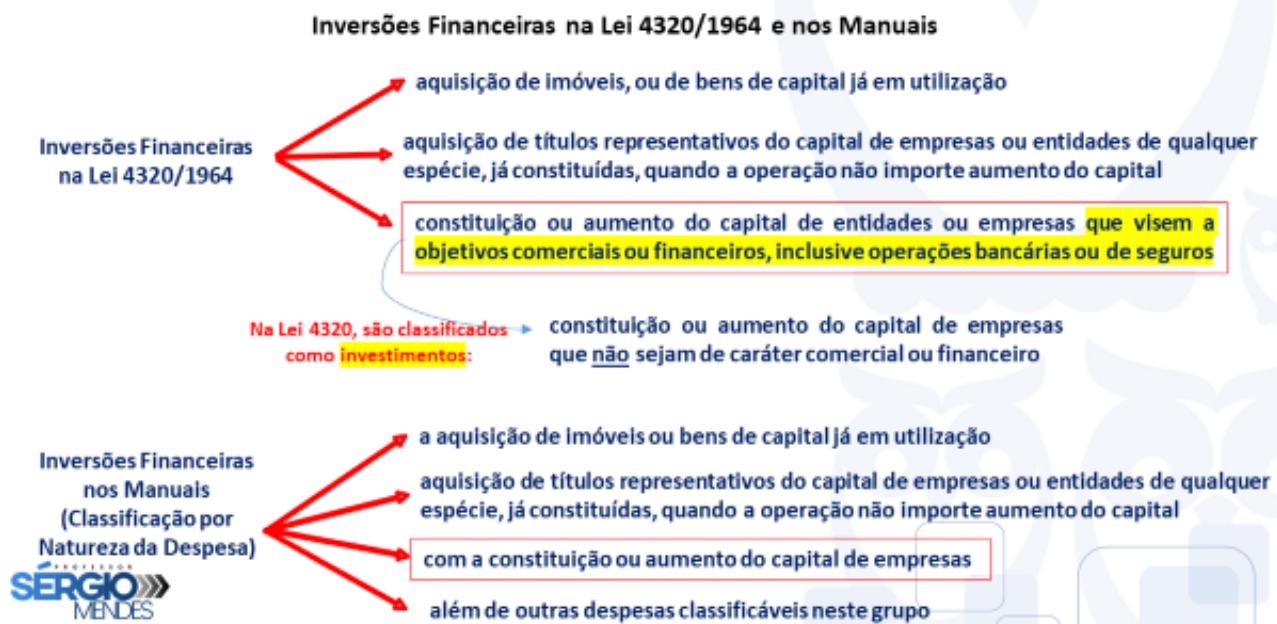 Inversões Financeiras na Lei 4320/1964 e nos Manuais
aquisição de imóveis, ou de bens de capital já em utilização
Inversões Financeiras
na Lei 4320/1964
aquisição de títulos representativos do capital de empresas ou entidades de qualquer
espécie, já constituídas, quando a operação não importe aumento do capital
constituição ou aumento do capital de entidades ou empresas que visem a
objetivos comerciais ou financeiros, inclusive operações bancárias ou de seguros
Na Lei 4320, são classificados
como investimentos:
constituição ou aumento do capital de empresas
que não sejam de caráter comercial ou financeiro
Inversões Financeiras
nos Manuais
(Classificação por
Natureza da Despesa)
a aquisição de imóveis ou bens de capital já em utilização
aquisição de títulos representativos do capital de empresas ou entidades de qualquer
espécie, já constituídas, quando a operação não importe aumento do capital
com a constituição ou aumento do capital de empresas
além de outras despesas classificáveis neste grupo
PROFESSOR
SÉRGIO
MENDES